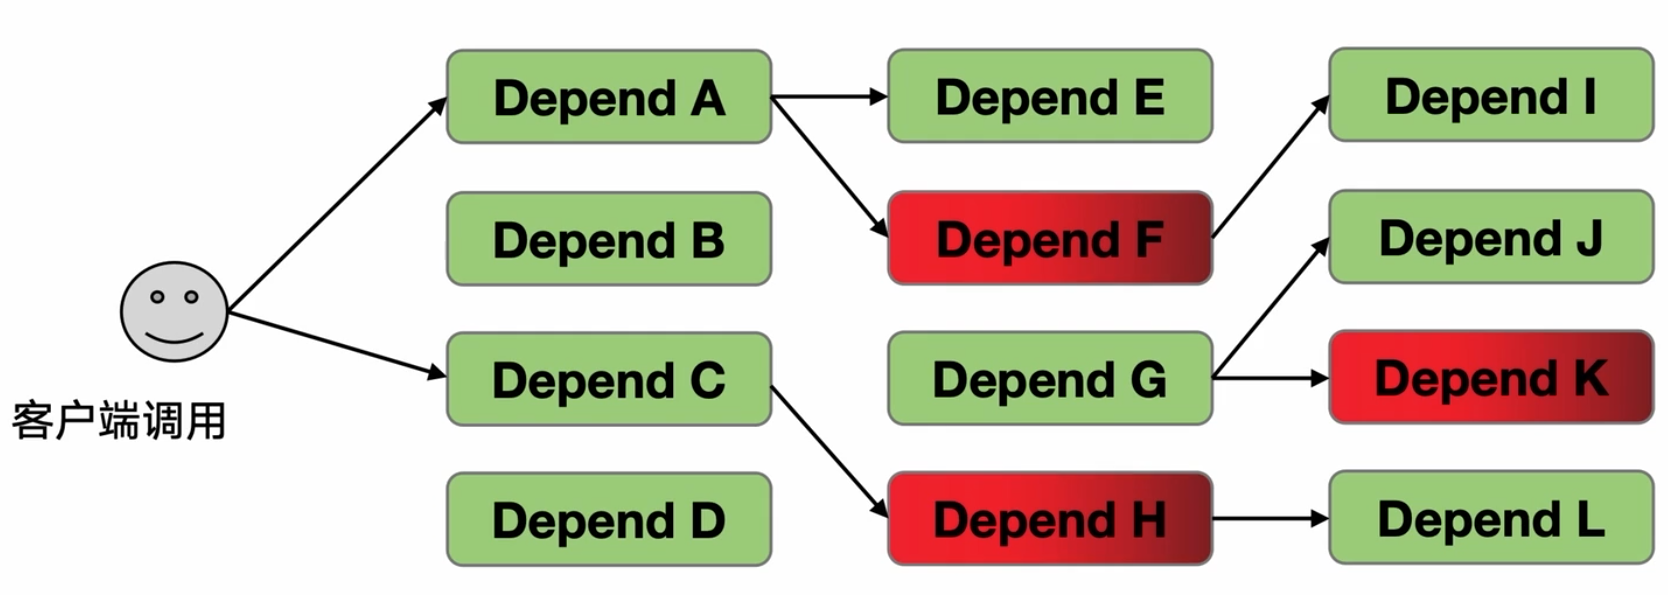 Depend A
Depend E
Depend I
Depend B
Depend F
Depend J
Depend C
Depend G
Depend K
客户端调用
Depend D
Depend H
Depend L